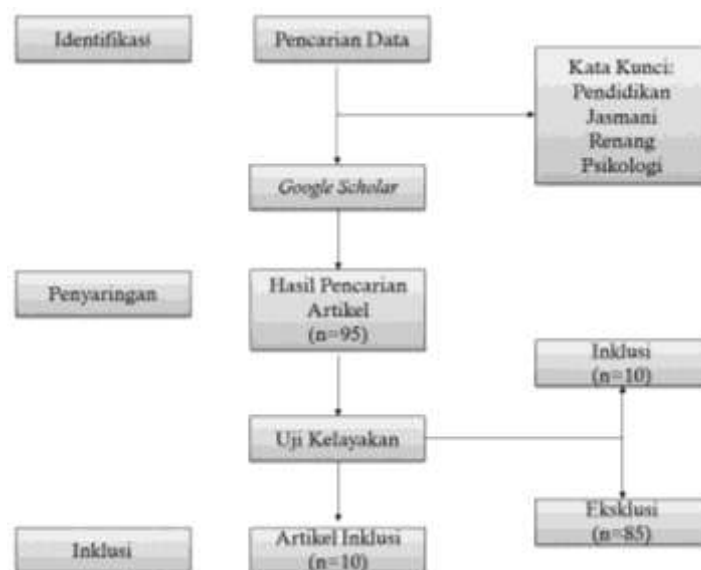 Identifikasi
Pencarian Data
Kata Kunci:
Pendidikan
Jasmani
Renang
Psikologi
Google Scholar
Penyaringan
Hasil Pencarian
Artikel
(n=95)
Inklusi
(n=10)
Uji Kelayakan
Eksklusi
(n=85)
Inklusi
Artikel Inklusi
(n=10)